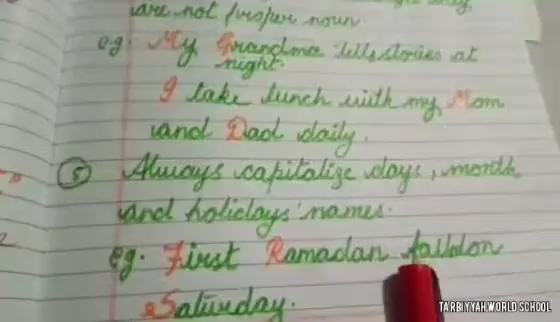 are not proper noun
e.g. My Grandma tells stories at
night.
I take lunch with my Mom
and Dad daily.
5 Always capitalize days, month
and holidays' names.
eg. First Ramadan fall on
Saturday.
TARBIYYAH WORLD SCHOOL